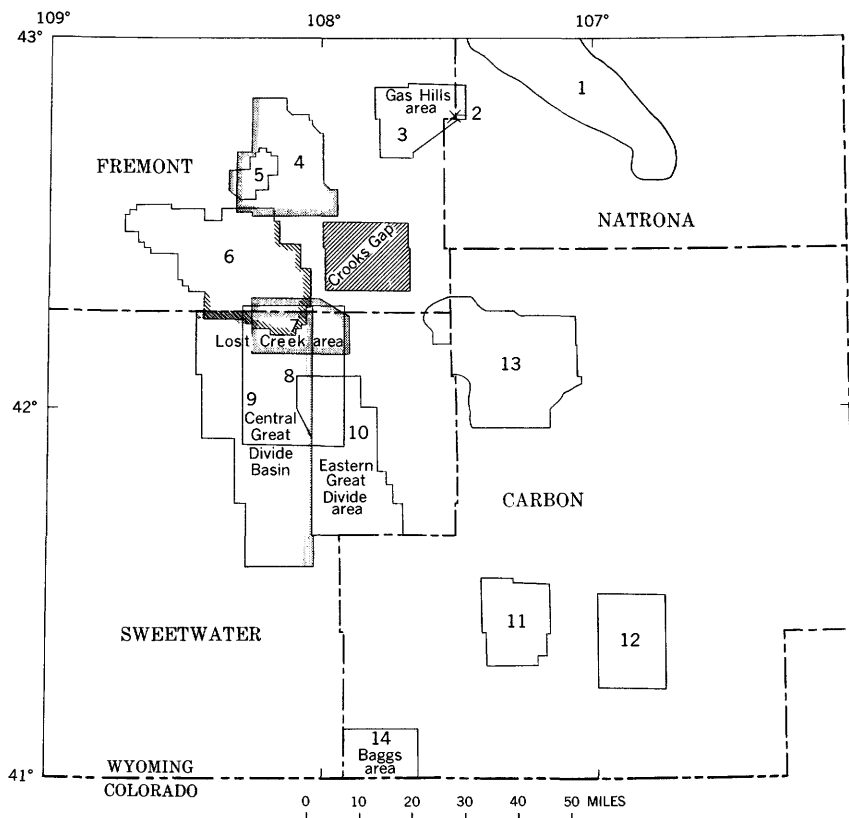 109°
108°
107°
43°
Gas Hills
area
1
2
3
4
5
FREMONT
NATRONA
Crooks Gap
6
7
Lost Creek area
13
8
42°
9
Central
Great
Divide
Basin
10
Eastern
Great
Divide
area
CARBON
11
12
SWEETWATER
14
Baggs
area
41°
WYOMING
COLORADO
0 10 20 30 40 50 MILES